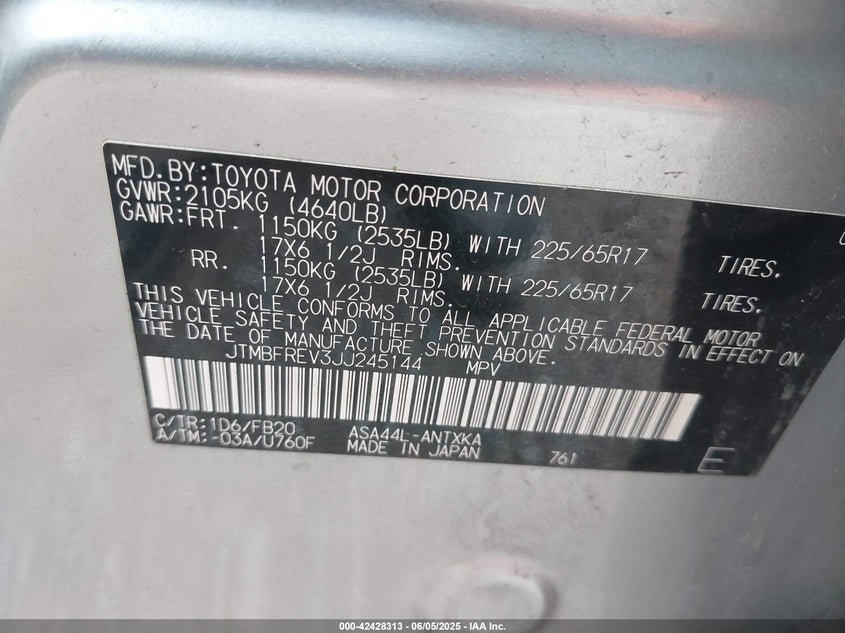 MFD.BY:TOYOTA MOTOR CORPORATION
GVWR:2105KG (4640LB)
GAWR:FRT. 1150KG (2535LB) WITH 225/65R17 TIRES.
17X6 1/2J RIMS.
RR. 1150KG (2535LB) WITH 225/65R17 TIRES.
17X6 1/2J RIMS.
THIS VEHICLE CONFORMS TO ALL APPLICABLE FEDERAL MOTOR
VEHICLE SAFETY AND THEFT PREVENTION STANDARDS IN EFFECT ON
THE DATE OF MANUFACTURE SHOWN ABOVE.
JTMBFREV3JJ245144 MPV
C/TR:1D6/FB20 ASA44L-ANTXKA
A/TM:-03A/U760F MADE IN JAPAN 761 E
000-42428313 - 06/05/2025 - IAA Inc.